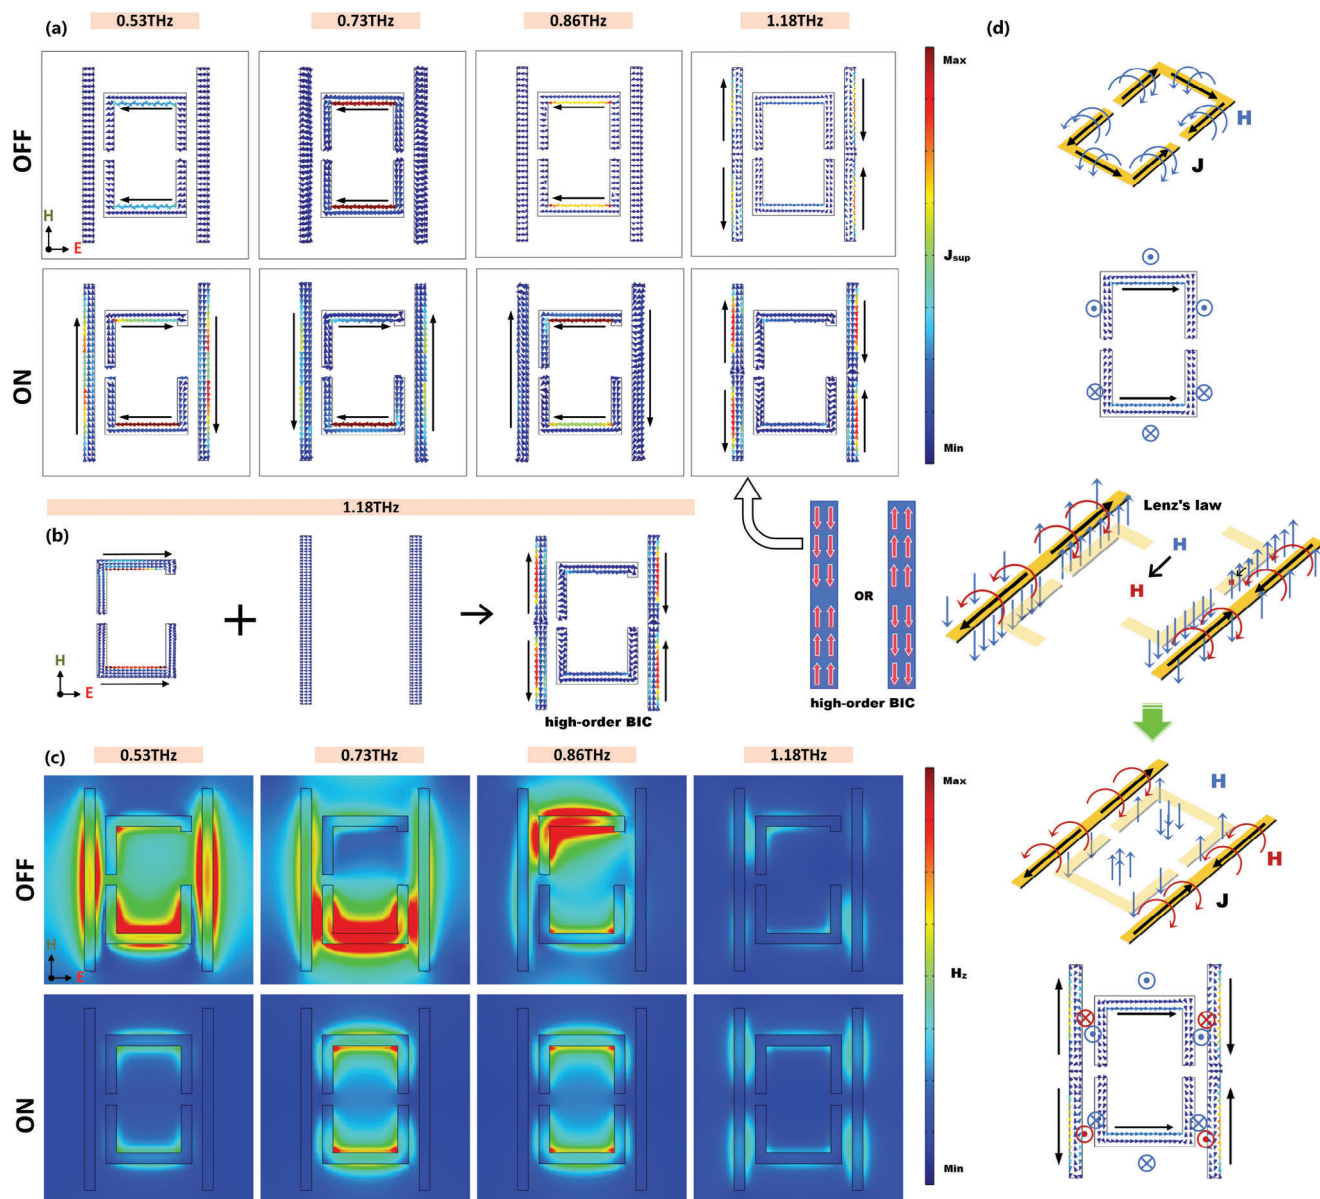 (a)
0.53THz
0.73THz
0.86THz
1.18THz
OFF
H
E
ON
Max
Jsup
Min
1.18THz
(b)
H
E
high-order BIC
OR
high-order BIC
(c)
0.53THz
0.73THz
0.86THz
1.18THz
OFF
H
E
ON
Max
Hz
Min
(d)
H
J
Lenz's law
H
H
H
H
J